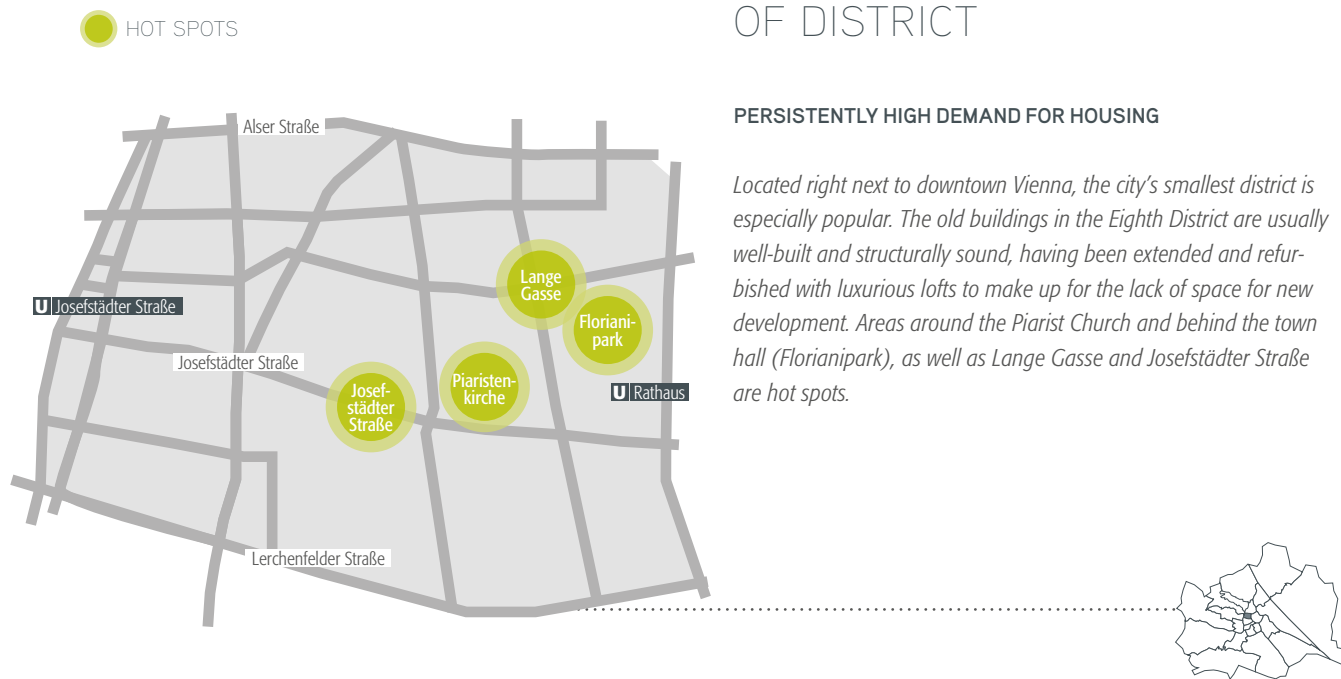 HOT SPOTS
Alser Straße
U Josefstädter Straße
Josefstädter Straße
Lange
Gasse
Floriani-
park
Piaristen-
kirche
Josef-
städter
Straße
U Rathaus
Lerchenfelder Straße
OF DISTRICT
PERSISTENTLY HIGH DEMAND FOR HOUSING
Located right next to downtown Vienna, the city’s smallest district is
especially popular. The old buildings in the Eighth District are usually
well-built and structurally sound, having been extended and refur-
bished with luxurious lofts to make up for the lack of space for new
development. Areas around the Piarist Church and behind the town
hall (Florianipark), as well as Lange Gasse and Josefstädter Straße
are hot spots.